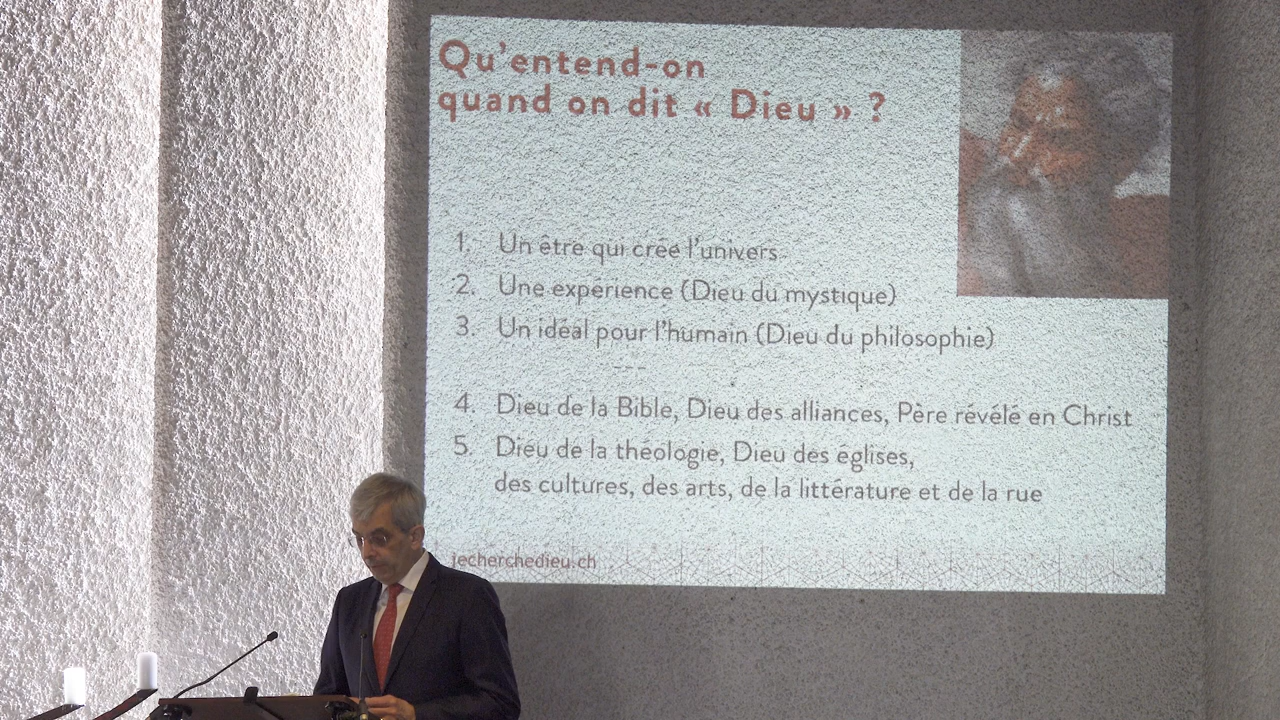 Qu'entend-on
quand on dit « Dieu » ?
1. Un être qui crée l'univers
2. Une expérience (Dieu du mystique)
3. Un idéal pour l'humain (Dieu du philosophie)
---
4. Dieu de la Bible, Dieu des alliances, Père révélé en Christ
5. Dieu de la théologie, Dieu des églises,
des cultures, des arts, de la littérature et de la rue
jecherchedieu.ch